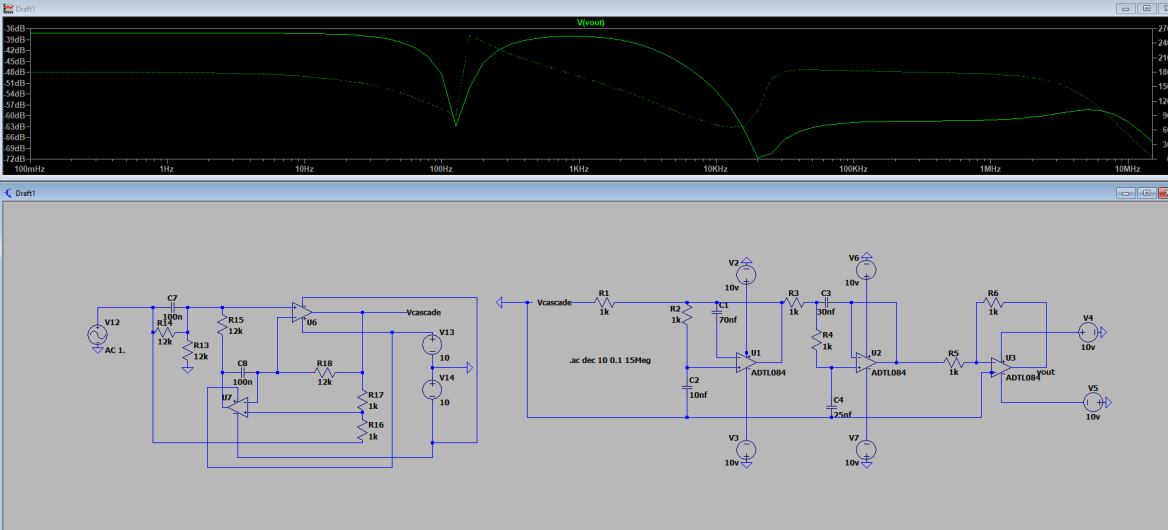 Draft1
V(vout)
-36dB
-39dB
-42dB
-45dB
-48dB
-51dB
-54dB
-57dB
-60dB
-63dB
-66dB
-69dB
-72dB
270
240
210
180
150
120
90
60
30
0
100mHz 1Hz 10Hz 100Hz 1KHz 10KHz 100KHz 1MHz 10MHz
Draft1
V12
AC 1.
C7
100n
R14
12k
R13
12k
R15
12k
U6
Vcascade
V13
10
V14
10
C8
100n
R18
12k
U7
R17
1k
R16
1k
Vcascade
R1
1k
R2
1k
C1
70nf
C2
10nf
V2
10v
U1
ADTL084
V3
10v
.ac dec 10 0.1 15Meg
R3
1k
C3
30nf
R4
1k
C4
25nf
V6
10v
U2
ADTL084
V7
10v
R5
1k
R6
1k
U3
ADTL084
vout
V4
10v
V5
10v